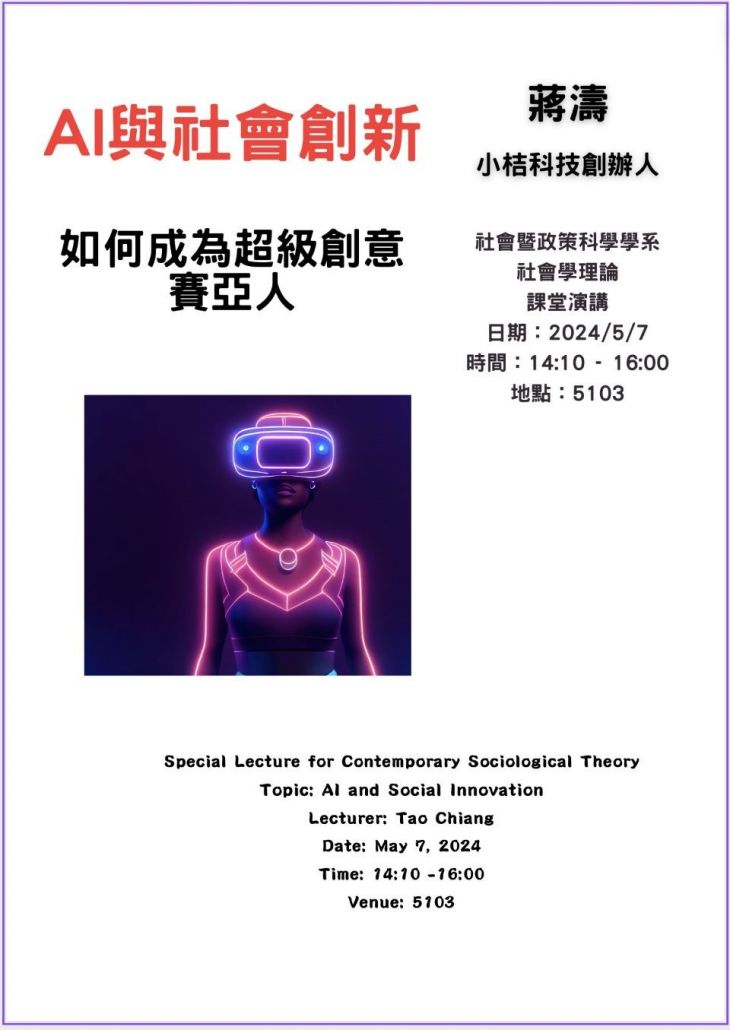 AI與社會創新
如何成為超級創意
賽亞人
蔣濤
小桔科技創辦人
社會暨政策科學學系
社會學理論
課堂演講
日期：2024/5/7
時間：14:10 - 16:00
地點：5103
Special Lecture for Contemporary Sociological Theory
Topic: AI and Social Innovation
Lecturer: Tao Chiang
Date: May 7, 2024
Time: 14:10 -16:00
Venue: 5103